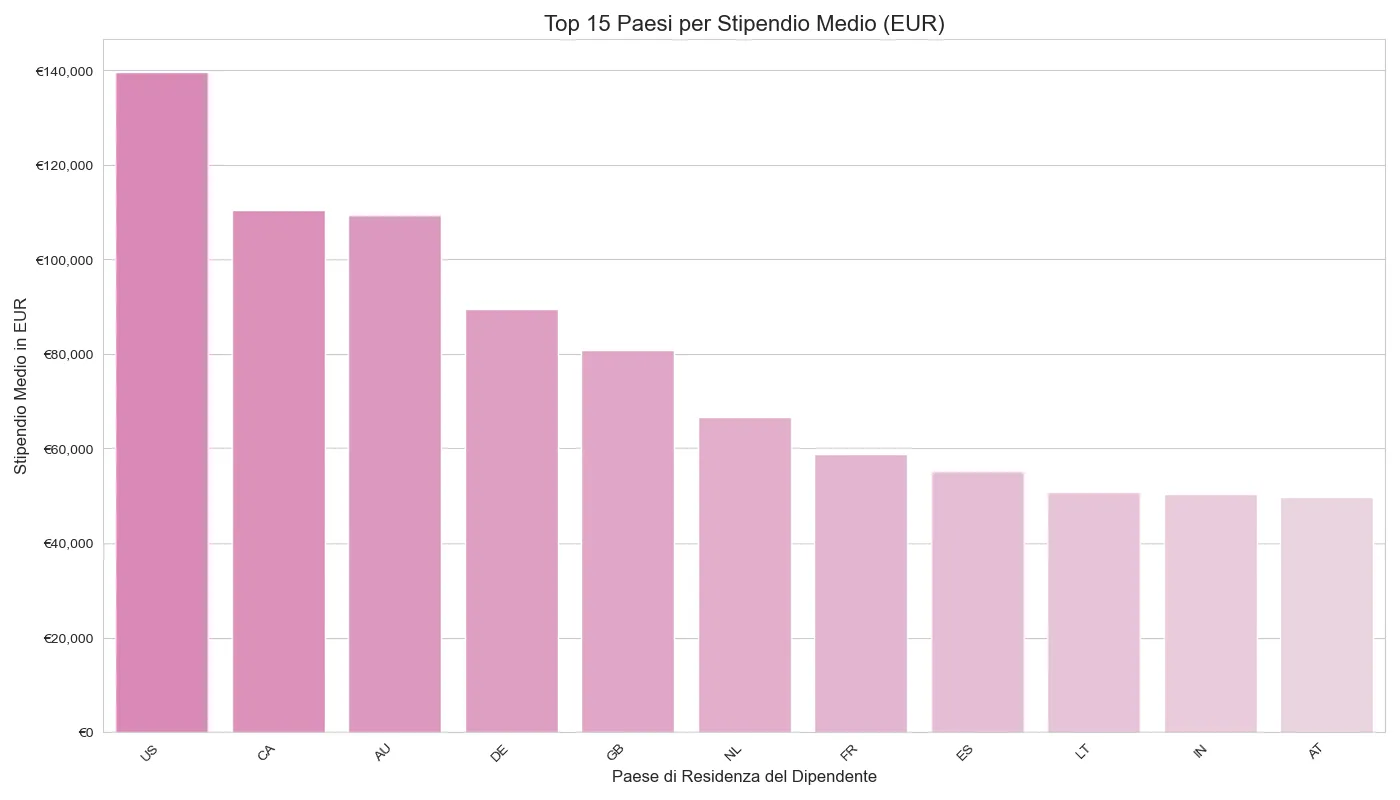 Top 15 Paesi per Stipendio Medio (EUR)
€140,000
€120,000
€100,000
€80,000
€60,000
€40,000
€20,000
€0
Stipendio Medio in EUR
US
CA
AU
DE
GB
NL
FR
ES
LT
IN
AT
Paese di Residenza del Dipendente